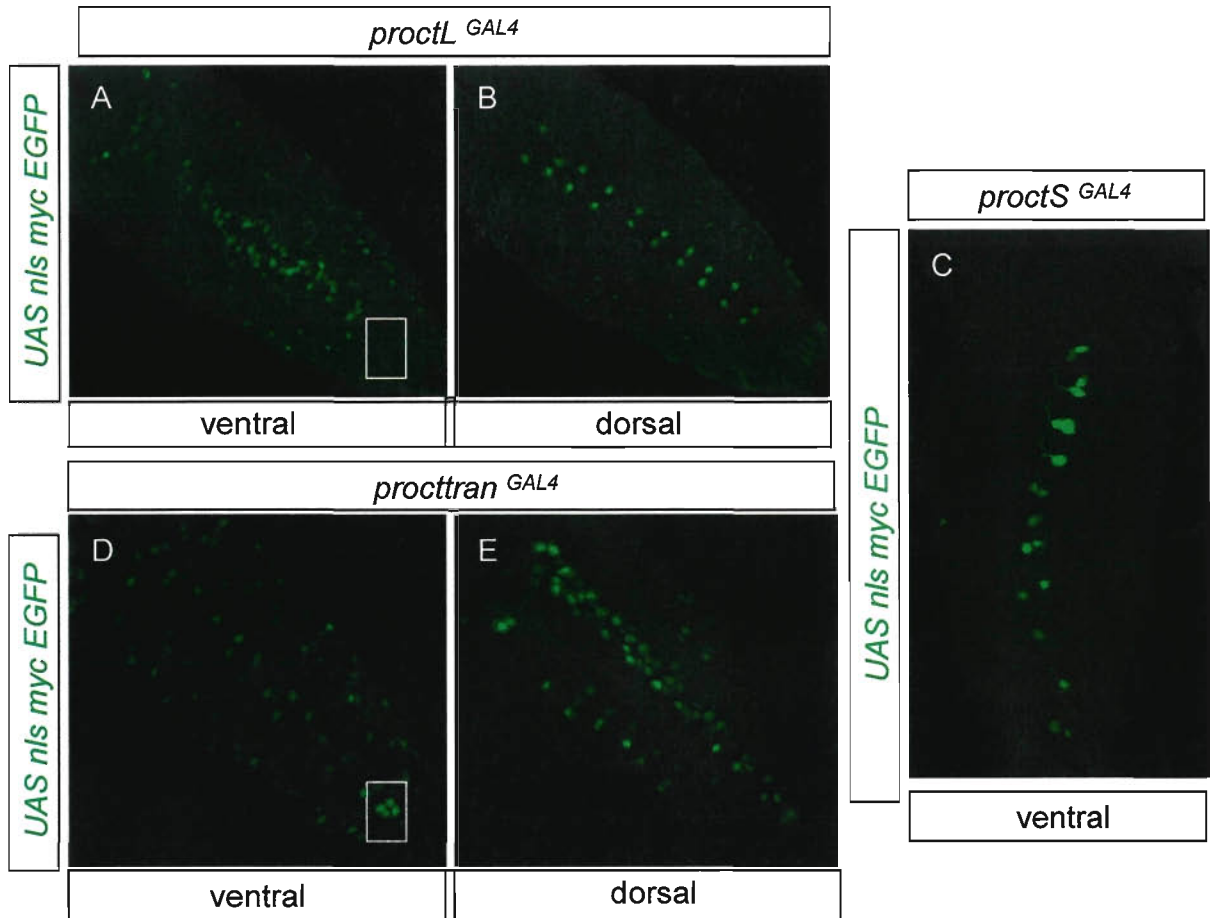 proctL GAL4
UAS nls myc EGFP
A
B
ventral
dorsal
proctS GAL4
UAS nls myc EGFP
C
ventral
procttran GAL4
UAS nls myc EGFP
D
E
ventral
dorsal